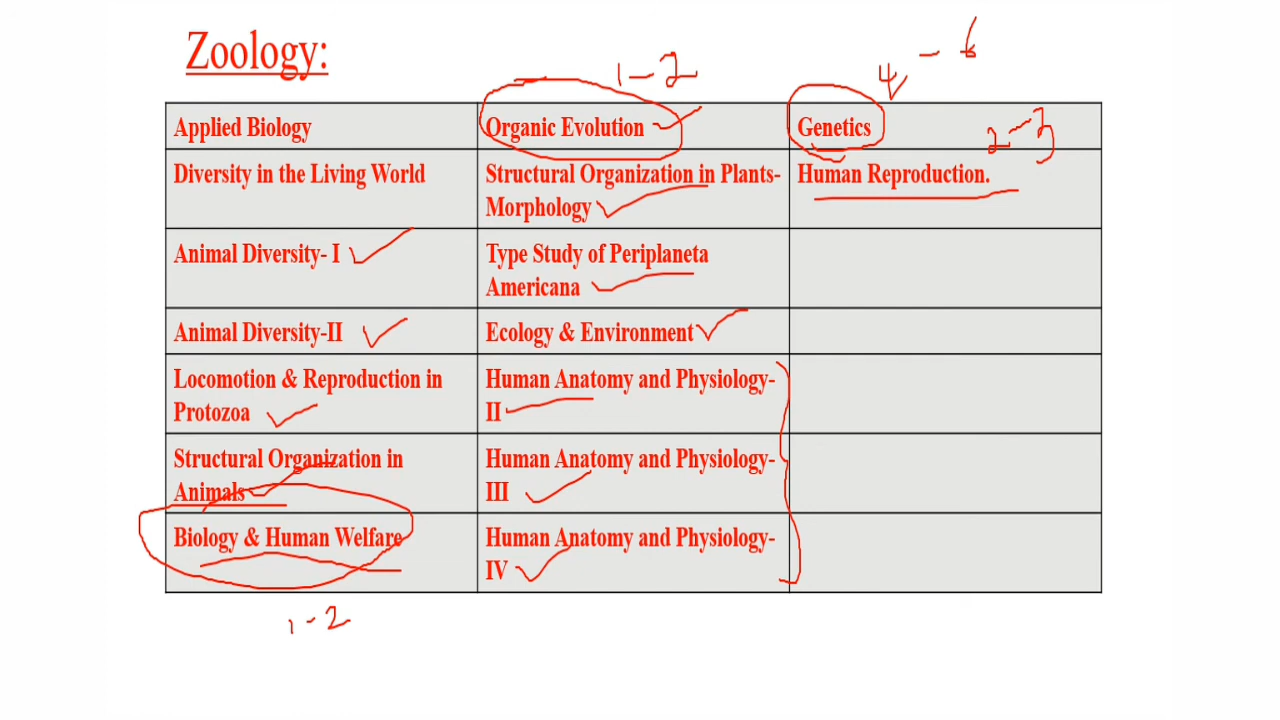 Zoology:
1-2
4 - 6
Applied Biology
Organic Evolution
Genetics
2-3
Diversity in the Living World
Structural Organization in Plants-
Morphology
Human Reproduction.
Animal Diversity- I
Type Study of Periplaneta
Americana
Animal Diversity-II
Ecology & Environment
Locomotion & Reproduction in
Protozoa
Human Anatomy and Physiology-
II
Structural Organization in
Animals
Human Anatomy and Physiology-
III
Biology & Human Welfare
Human Anatomy and Physiology-
IV
1-2